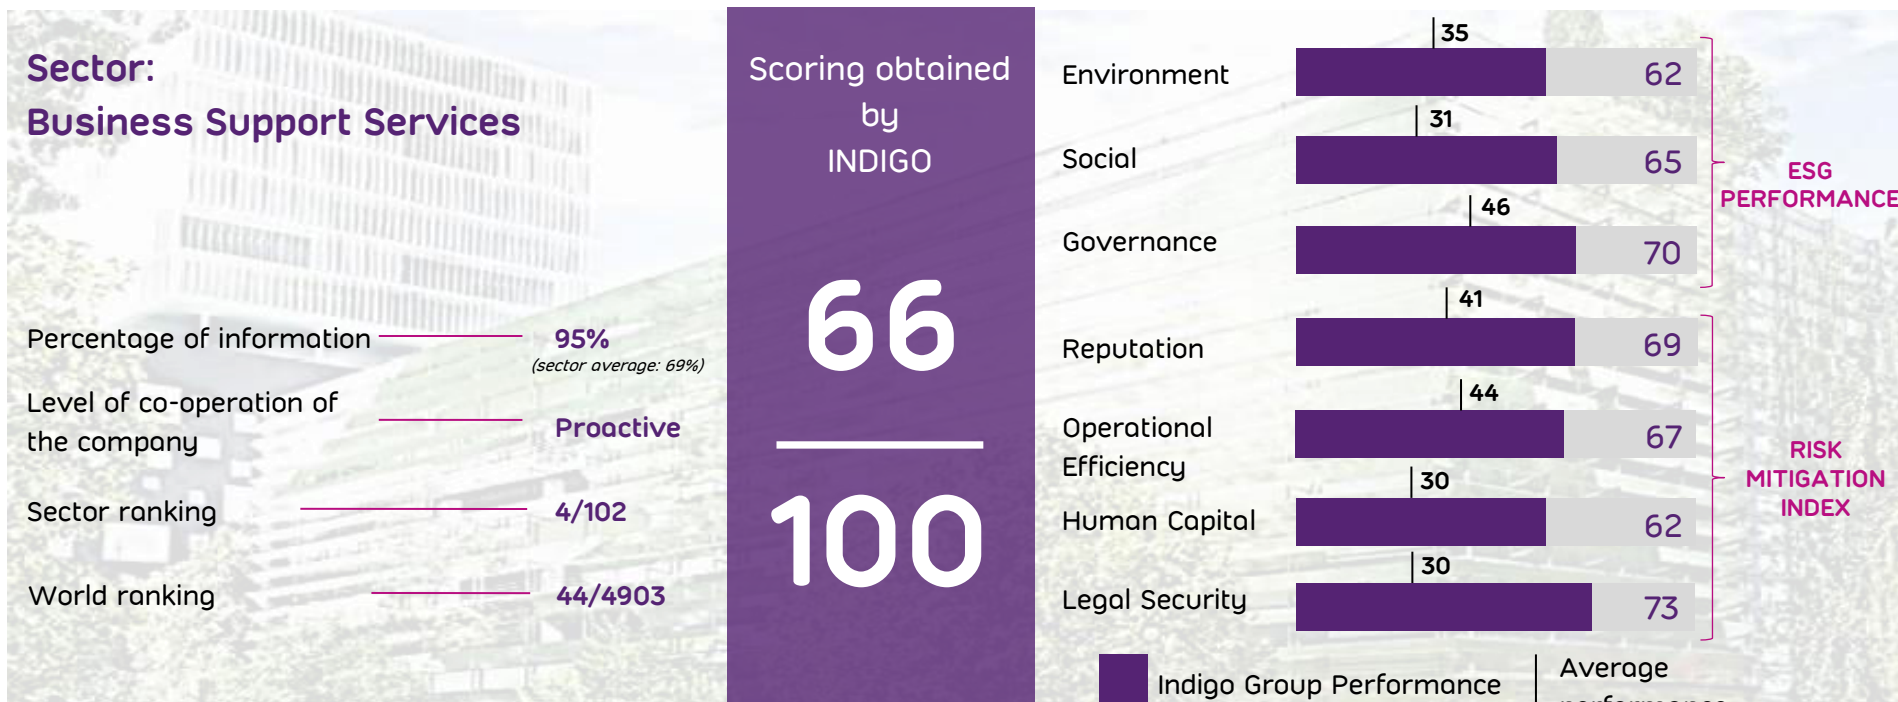 Sector:
Business Support Services
Percentage of information
95%
(sector average: 69%)
Level of co-operation of
the company
Proactive
Sector ranking
4/102
World ranking
44/4903
Scoring obtained
by
INDIGO
66
100
35
Environment
62
31
Social
65
46
Governance
70
ESG
PERFORMANCE
41
Reputation
69
44
Operational
Efficiency
67
30
Human Capital
62
30
Legal Security
73
RISK
MITIGATION
INDEX
Indigo Group Performance
Average
performance